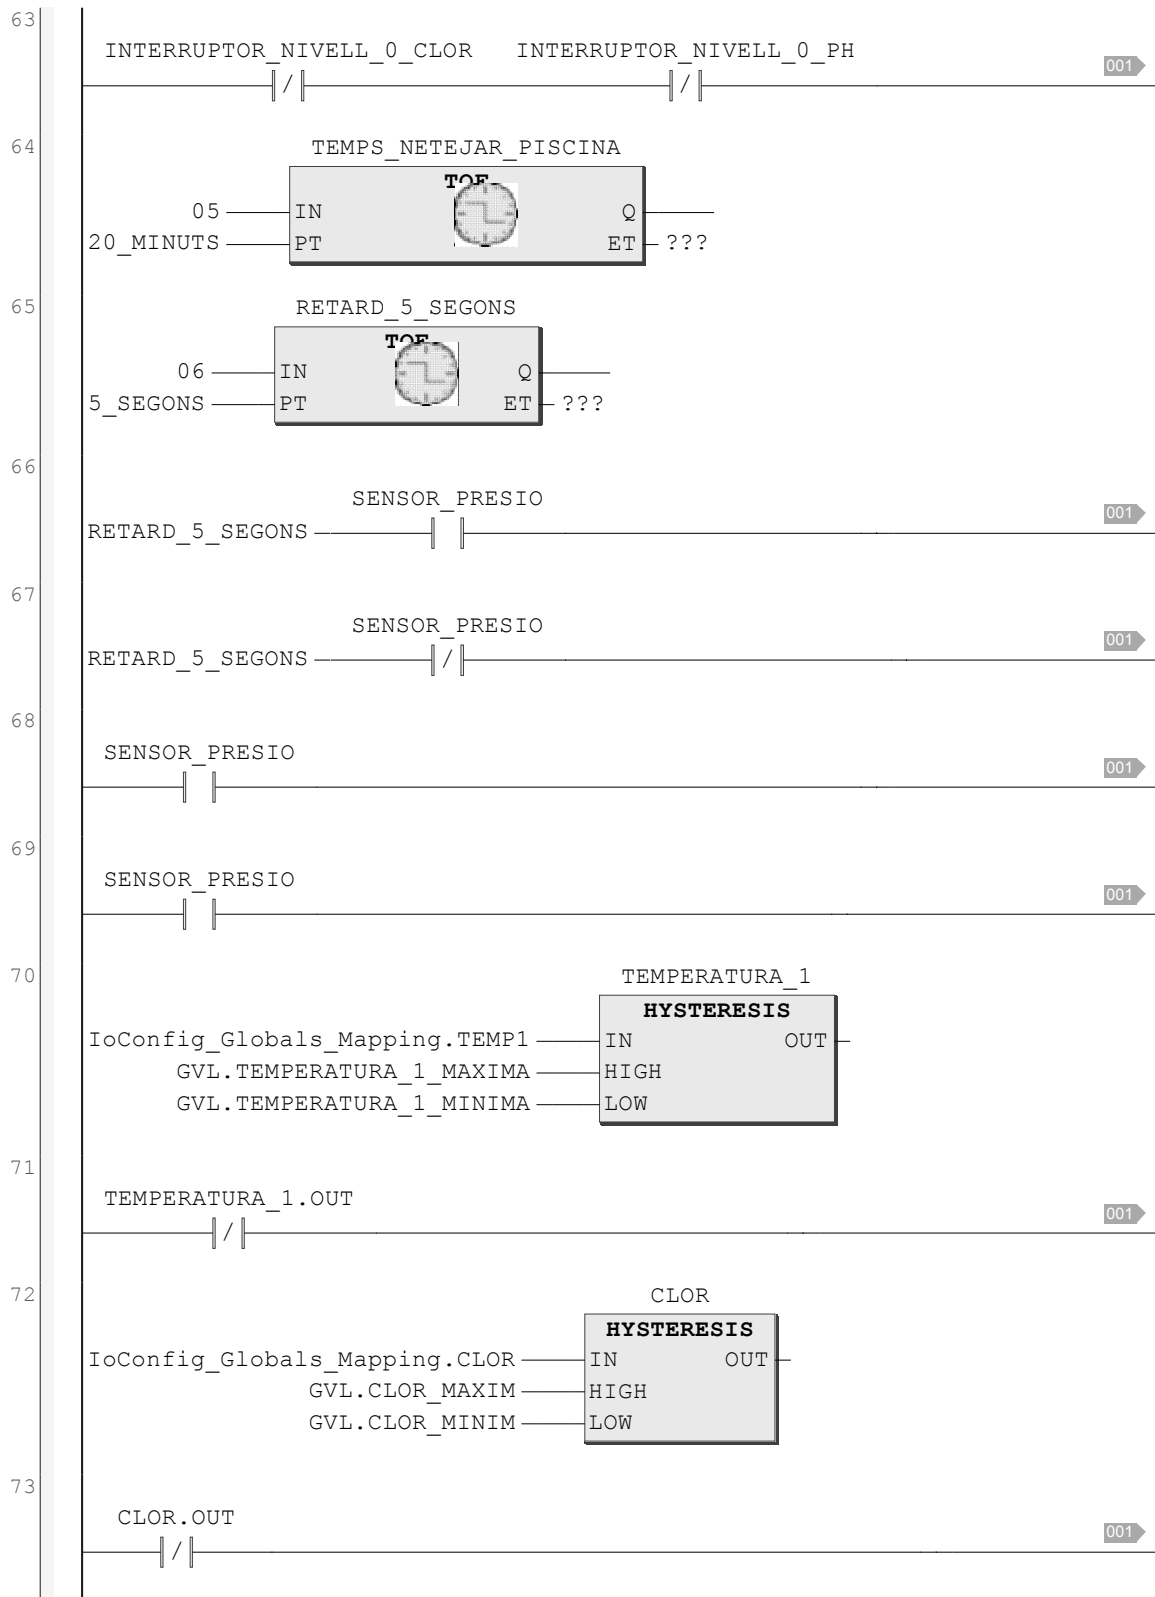 63
INTERRUPTOR_NIVELL_0_CLOR INTERRUPTOR_NIVELL_0_PH
/ / 001
64
TEMPS_NETEJAR_PISCINA
TOF
05 IN Q
20_MINUTS PT ET ???
65
RETARD_5_SEGONS
TOF
06 IN Q
5_SEGONS PT ET ???
66
SENSOR_PRESIO
RETARD_5_SEGONS 001
67
SENSOR_PRESIO
RETARD_5_SEGONS / 001
68
SENSOR_PRESIO
001
69
SENSOR_PRESIO
001
70
TEMPERATURA_1
HYSTERESIS
IoConfig_Globals_Mapping.TEMP1 IN OUT
GVL.TEMPERATURA_1_MAXIMA HIGH
GVL.TEMPERATURA_1_MINIMA LOW
71
TEMPERATURA_1.OUT
/ 001
72
CLOR
HYSTERESIS
IoConfig_Globals_Mapping.CLOR IN OUT
GVL.CLOR_MAXIM HIGH
GVL.CLOR_MINIM LOW
73
CLOR.OUT
/ 001